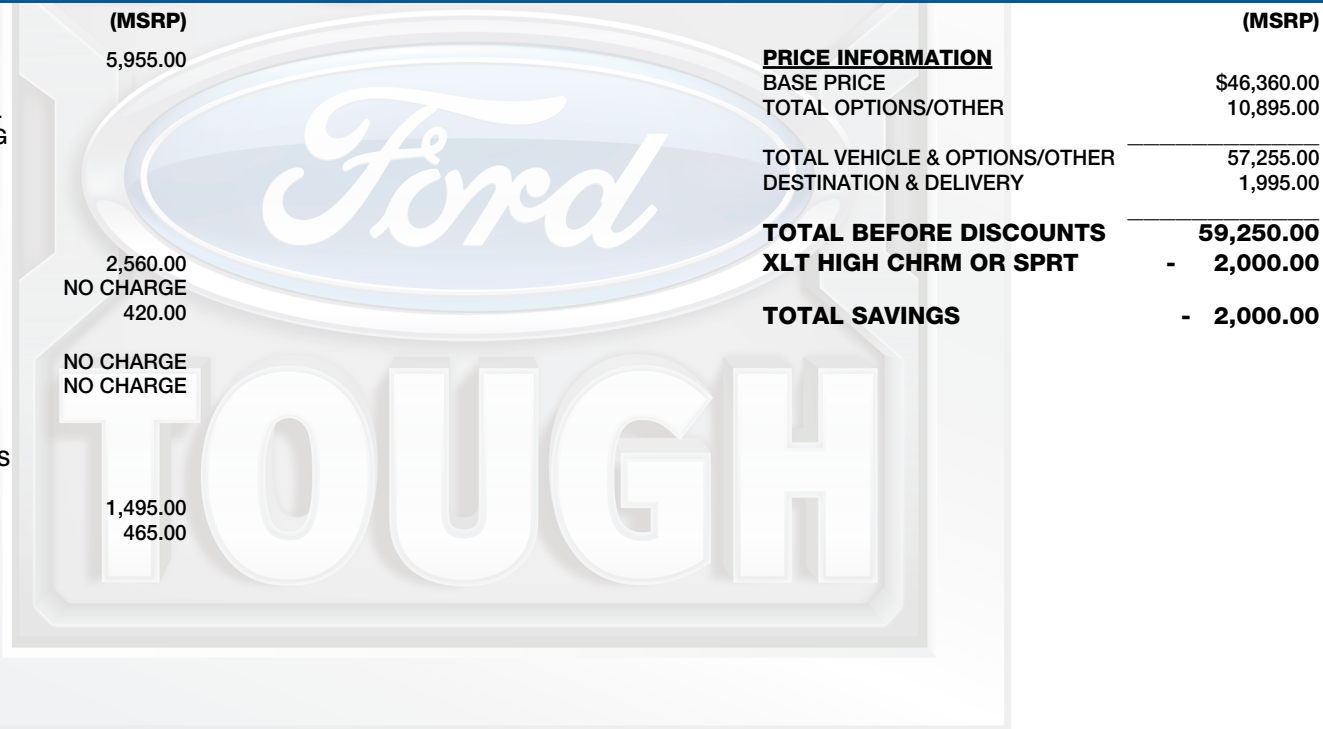 (MSRP)
5,955.00
G
2,560.00
NO CHARGE
420.00
NO CHARGE
NO CHARGE
S
1,495.00
465.00
Ford
TOUGH
(MSRP)
PRICE INFORMATION
BASE PRICE $46,360.00
TOTAL OPTIONS/OTHER 10,895.00
TOTAL VEHICLE & OPTIONS/OTHER 57,255.00
DESTINATION & DELIVERY 1,995.00
TOTAL BEFORE DISCOUNTS 59,250.00
XLT HIGH CHRM OR SPRT - 2,000.00
TOTAL SAVINGS - 2,000.00